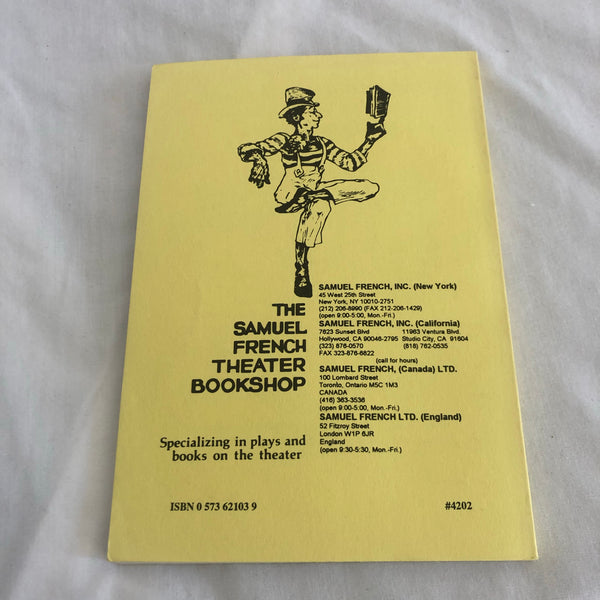 THE
SAMUEL
FRENCH
THEATER
BOOKSHOP
Specializing in plays and
books on the theater
SAMUEL FRENCH, INC. (New York)
45 West 25th Street
New York, NY 10010-2751
(212) 206-8990 (FAX 212-206-1429)
(open 9:00-5:00, Mon.-Fri.)
SAMUEL FRENCH, INC. (California)
7623 Sunset Blvd 11963 Ventura Blvd.
Hollywood, CA 90046-2795 Studio City, CA 91604
(323) 876-0570 (818) 762-0535
FAX 323-876-6822
(call for hours)
SAMUEL FRENCH, (Canada) LTD.
100 Lombard Street
Toronto, Ontario M5C 1M3
CANADA
(416) 363-3536
(open 9:00-5:00, Mon.-Fri.)
SAMUEL FRENCH LTD. (England)
52 Fitzroy Street
London W1P 6JR
England
(open 9:30-5:30, Mon.-Fri.)
ISBN 0 573 62103 9 #4202